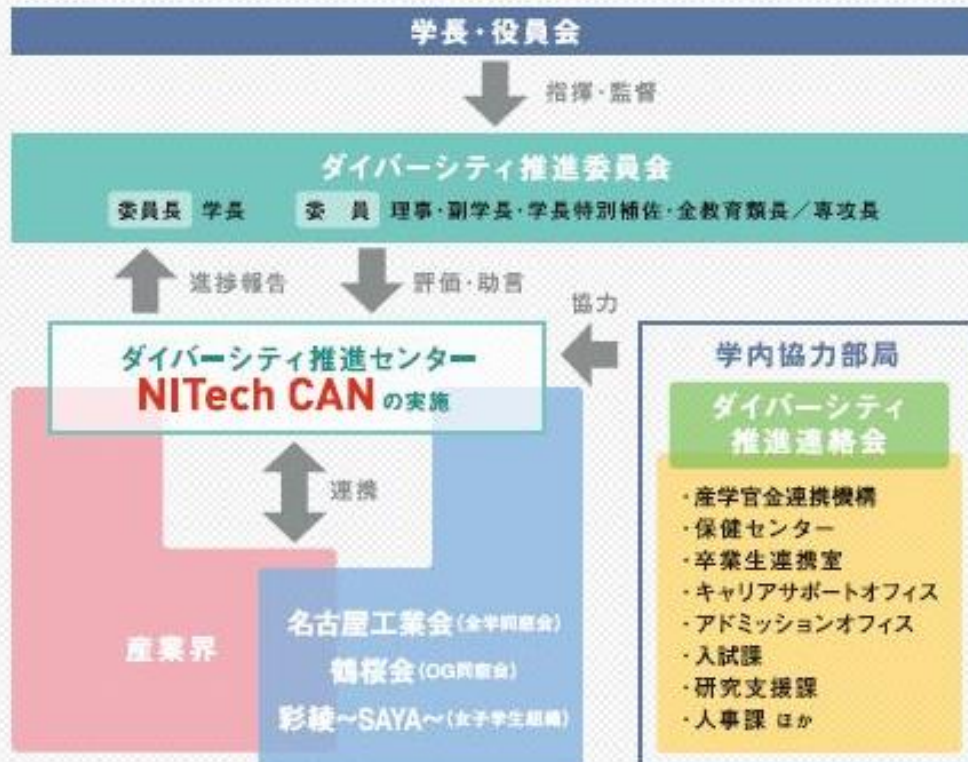 学長・役員会
指揮・監督
ダイバーシティ推進委員会
委員長 学長 委 員 理事・副学長・学長特別補佐・全教育類長／専攻長
進捗報告
評価・助言
協力
ダイバーシティ推進センター
NITech CAN の実施
連携
産業界
名古屋工業会(全学同窓会)
鶴桜会(OG同窓会)
彩綾〜SAYA〜(女子学生組織)
学内協力部局
ダイバーシティ
推進連絡会
・産学官金連携機構
・保健センター
・卒業生連携室
・キャリアサポートオフィス
・アドミッションオフィス
・入試課
・研究支援課
・人事課 ほか